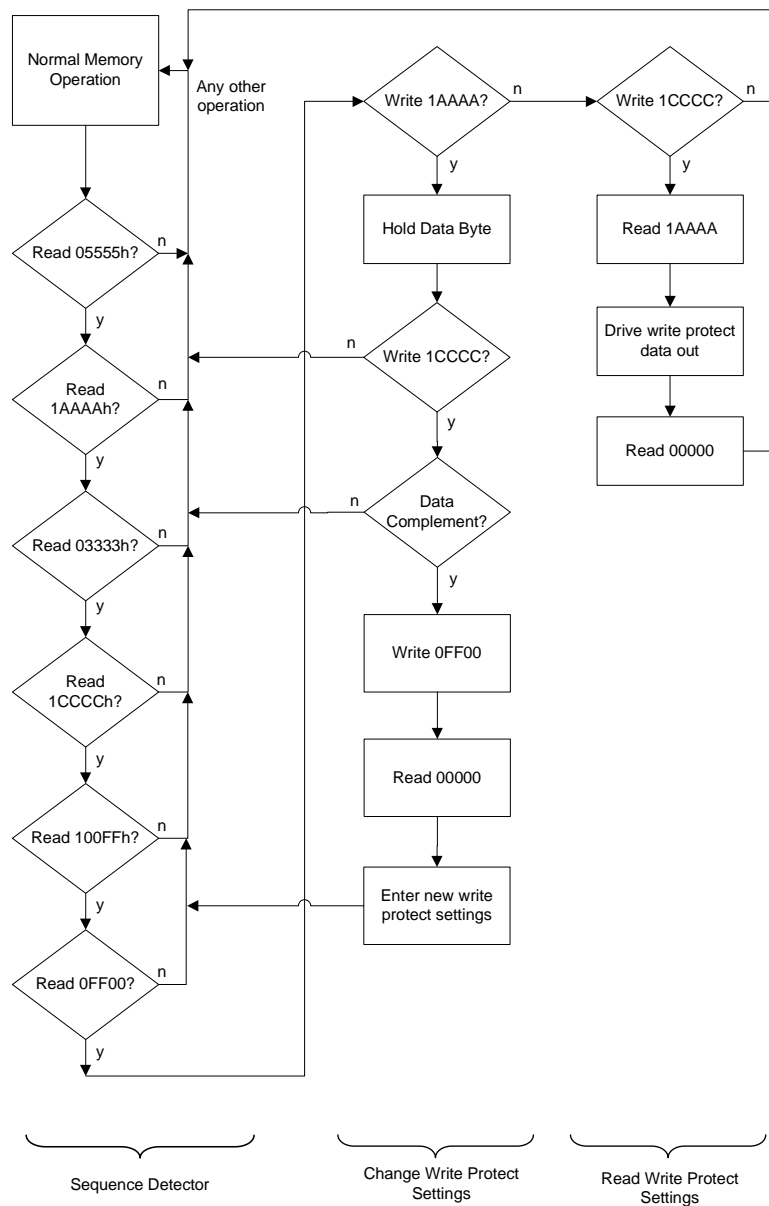 Normal Memory
Operation
Any other
operation
Read 05555h?
n
y
Read
1AAAAh?
n
y
Read 03333h?
n
y
Read
1CCCCh?
n
y
Read 100FFh?
n
y
Read 0FF00?
n
y
Write 1AAAA?
n
y
Hold Data Byte
Write 1CCCC?
n
y
Data
Complement?
n
y
Write 0FF00
Read 00000
Enter new write
protect settings
Write 1CCCC?
n
y
Read 1AAAA
Drive write protect
data out
Read 00000
Sequence Detector
Change Write Protect
Settings
Read Write Protect
Settings